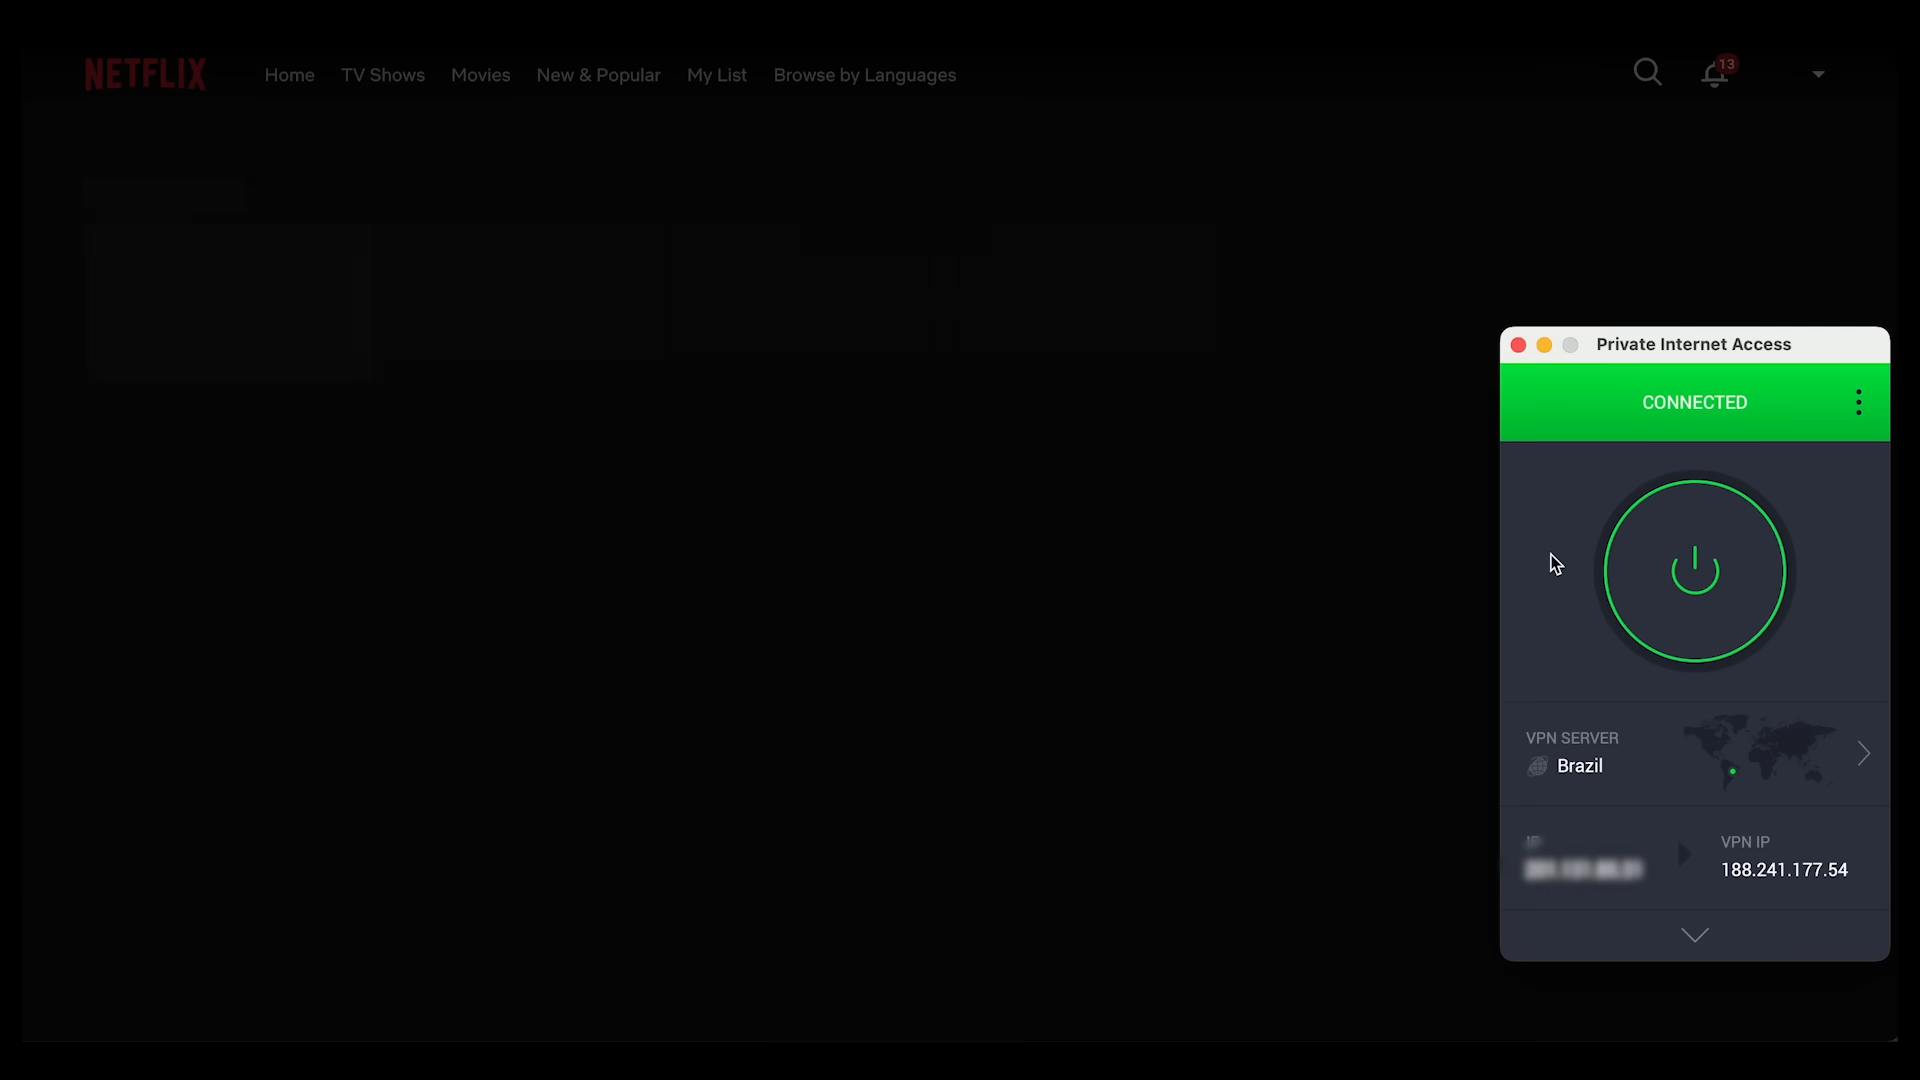 NETFLIX Home TV Shows Movies New & Popular My List Browse by Languages 13
Private Internet Access
CONNECTED
VPN SERVER
Brazil
IP VPN IP
188.241.177.54